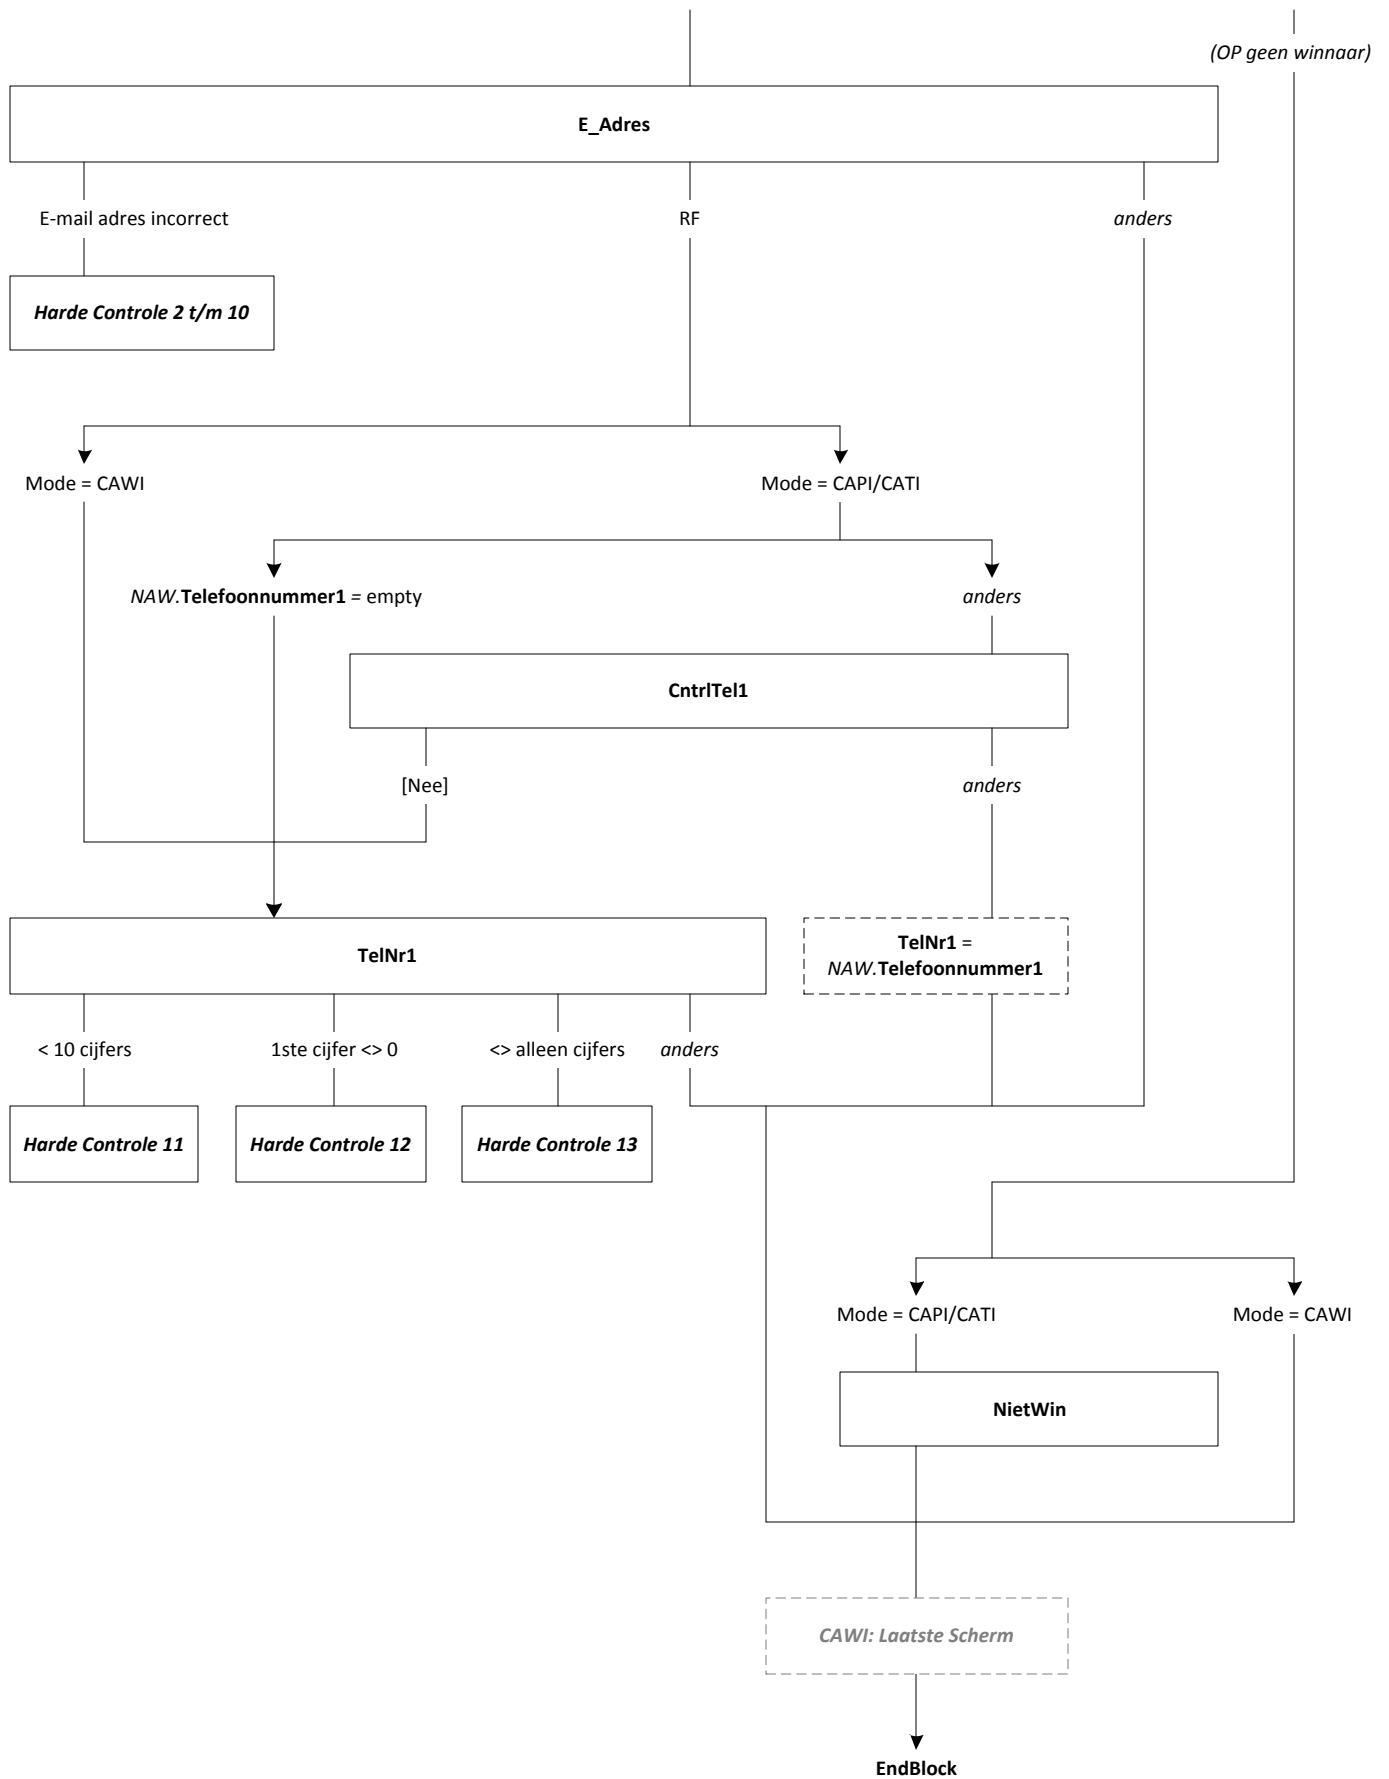 (OP geen winnaar)
E_Adres
E-mail adres incorrect
RF
anders
Harde Controle 2 t/m 10
Mode = CAWI
Mode = CAPI/CATI
NAW.Telefoonnummer1 = empty
anders
CntrlTel1
[Nee]
anders
TelNr1
TelNr1 =
NAW.Telefoonnummer1
< 10 cijfers
1ste cijfer <> 0
<> alleen cijfers
anders
Harde Controle 11
Harde Controle 12
Harde Controle 13
Mode = CAPI/CATI
Mode = CAWI
NietWin
CAWI: Laatste Scherm
EndBlock